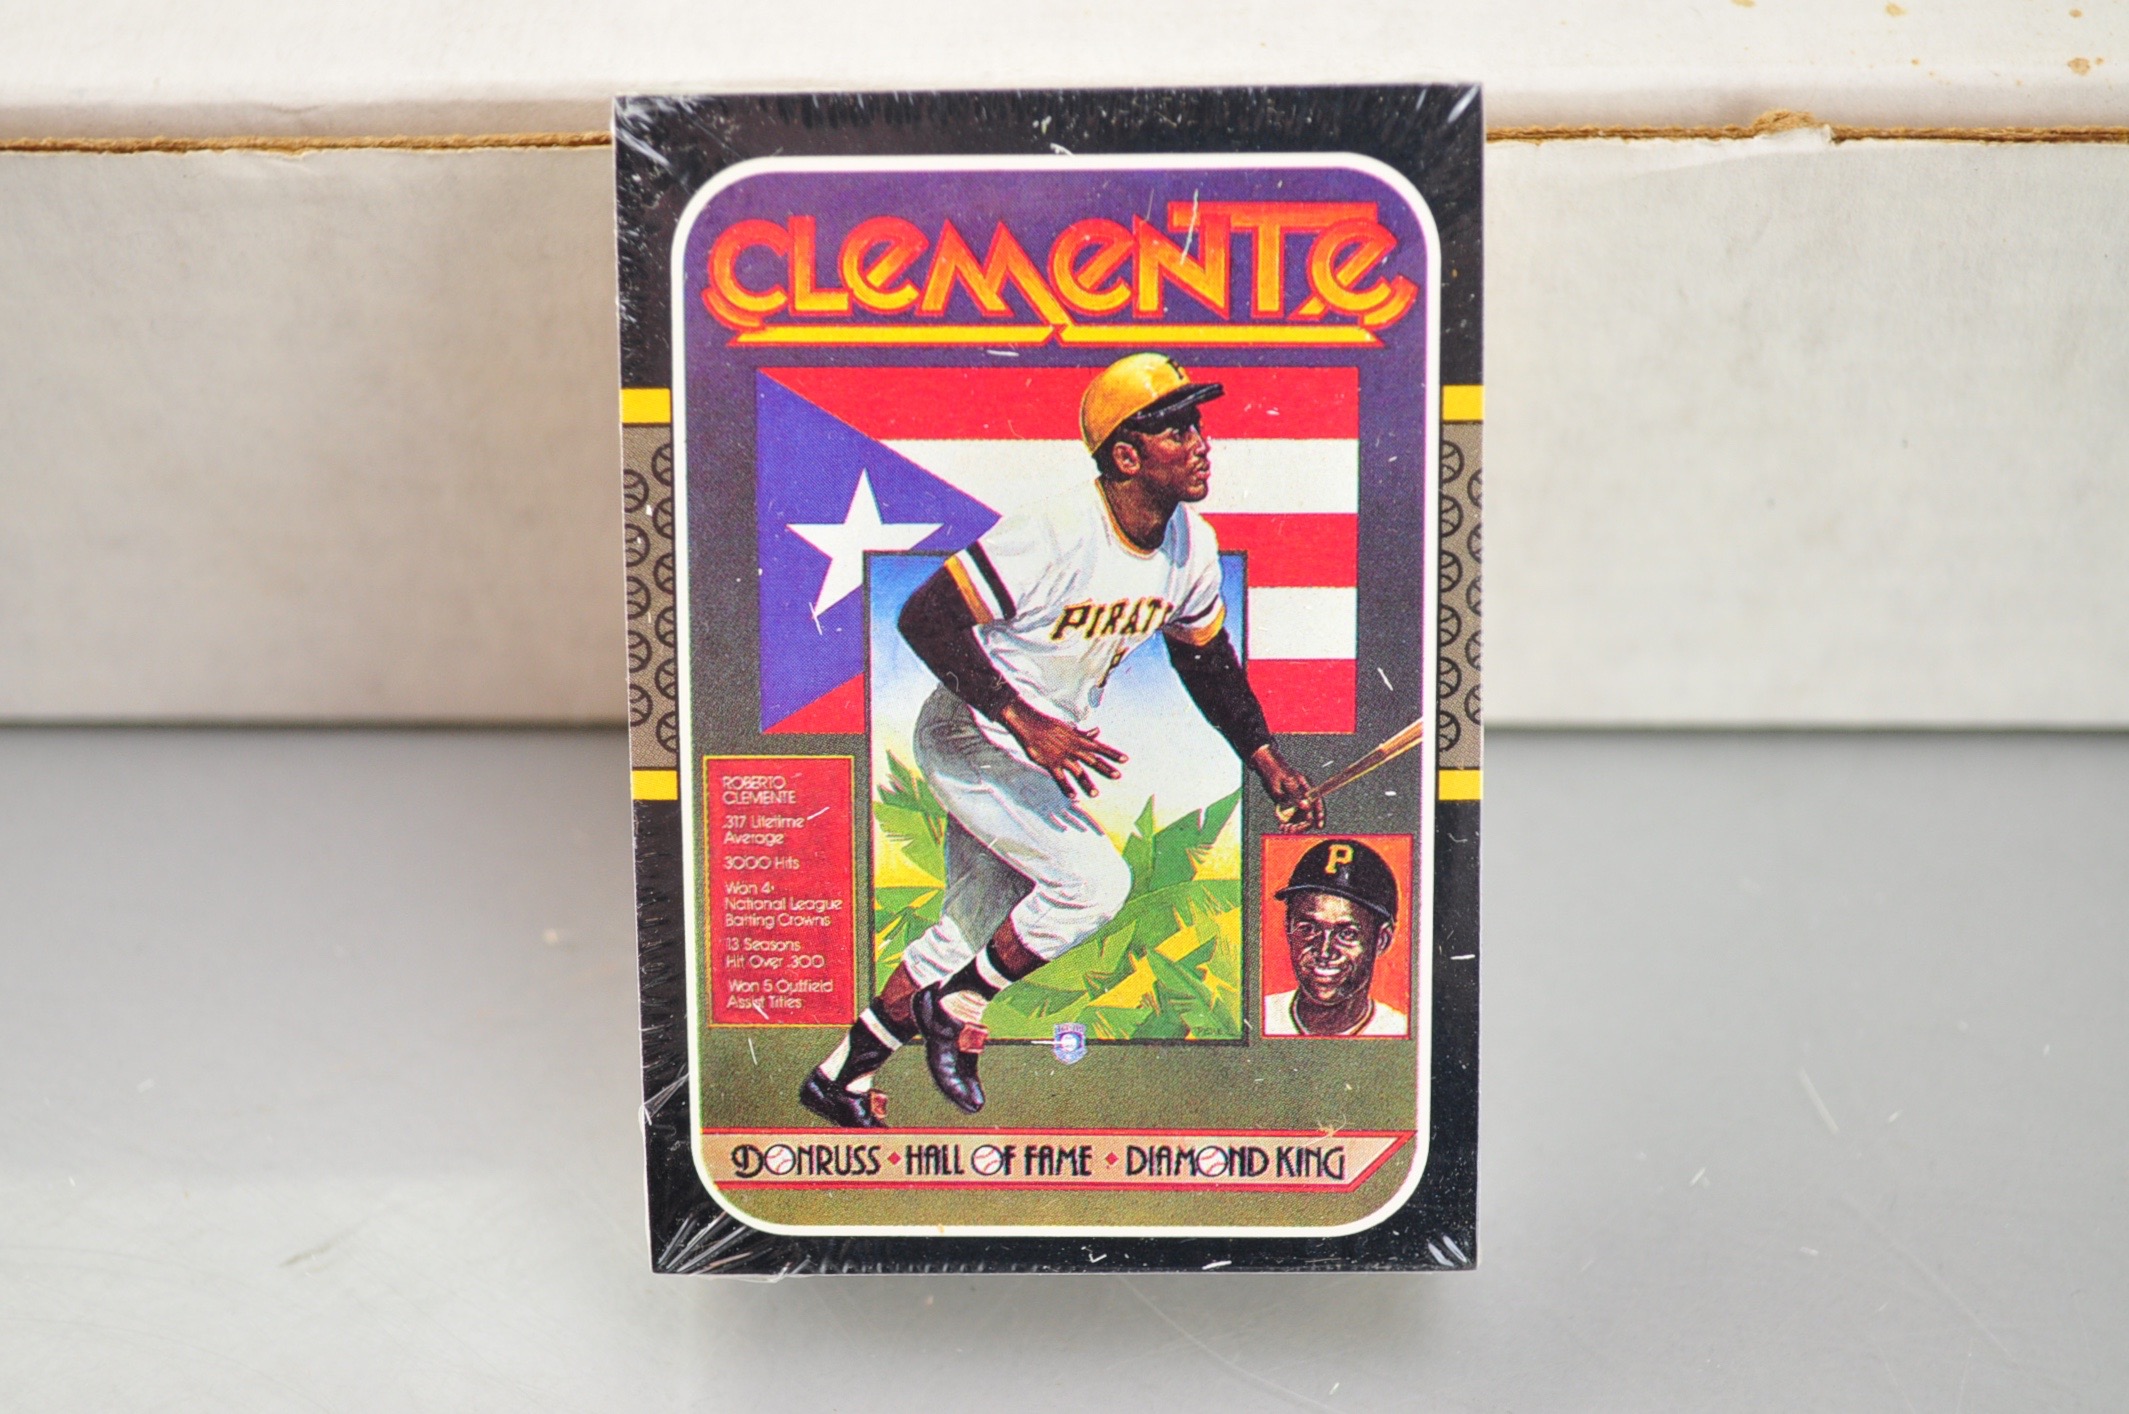 CLEMENTE
P
PIRAT
ROBERTO
CLEMENTE
.317 Lifetime
Average
3000 Hits
Won 4
National League
Batting Crowns
13 Seasons
Hit Over .300
Won 5 Outfield
Assist Titles
P
DONRUSS • HALL OF FAME • DIAMOND KING